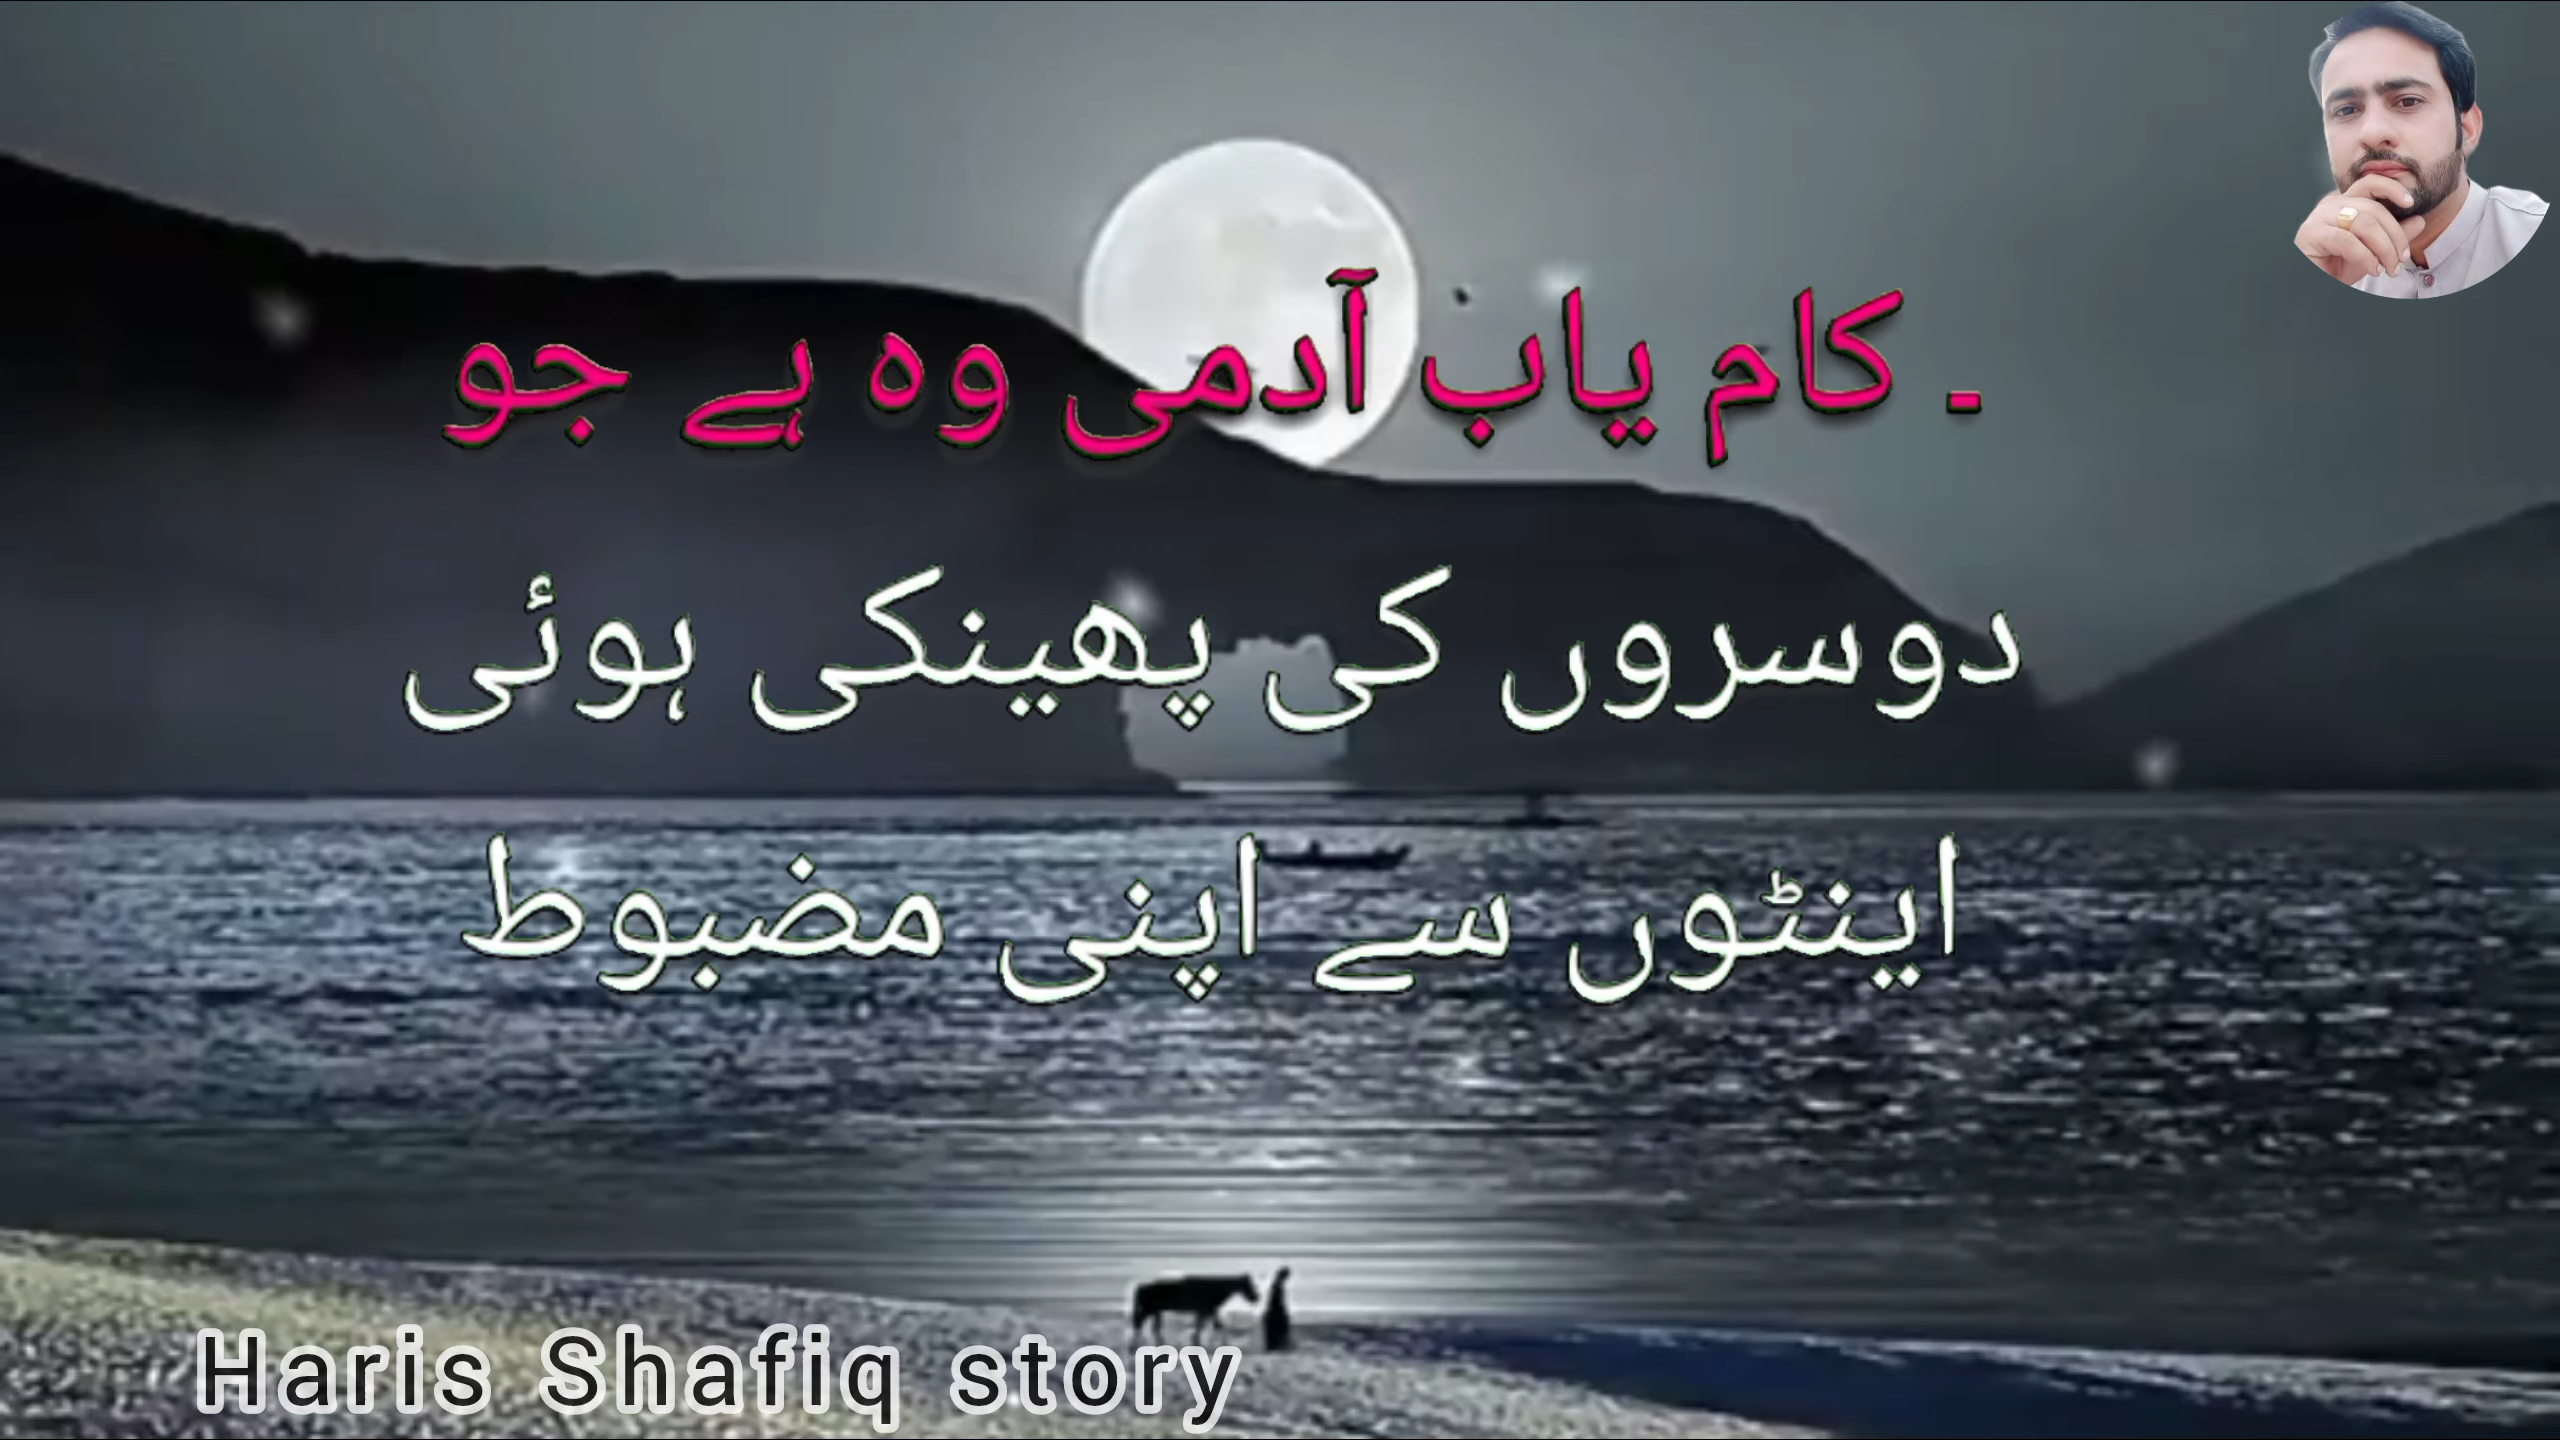 ۔ کام یاب آدمی وہ ہے جو
دوسروں کی پھینکی ہوئی
اینٹوں سے اپنی مضبوط
Haris Shafiq story